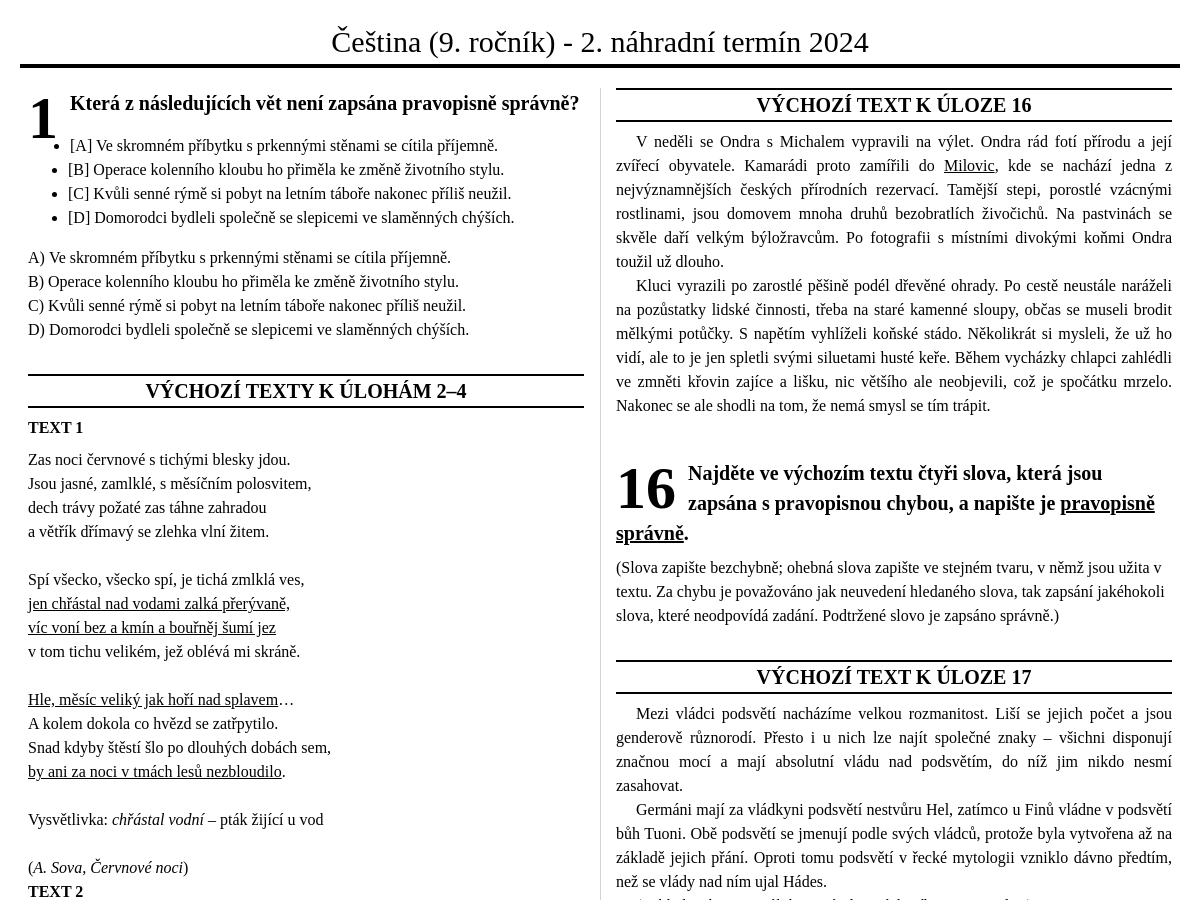 Čeština (9. ročník) - 2. náhradní termín 2024
1 Která z následujících vět není zapsána pravopisně správně?
• [A] Ve skromném příbytku s prkennými stěnami se cítila příjemně.
• [B] Operace kolenního kloubu ho přiměla ke změně životního stylu.
• [C] Kvůli senné rýmě si pobyt na letním táboře nakonec příliš neužil.
• [D] Domorodci bydleli společně se slepicemi ve slaměnných chýších.
A) Ve skromném příbytku s prkennými stěnami se cítila příjemně.
B) Operace kolenního kloubu ho přiměla ke změně životního stylu.
C) Kvůli senné rýmě si pobyt na letním táboře nakonec příliš neužil.
D) Domorodci bydleli společně se slepicemi ve slaměnných chýších.
VÝCHOZÍ TEXTY K ÚLOHÁM 2–4
TEXT 1
Zas noci červnové s tichými blesky jdou.
Jsou jasné, zamlklé, s měsíčním polosvitem,
dech trávy požaté zas táhne zahradou
a větřík dřímavý se zlehka vlní žitem.
Spí všecko, všecko spí, je tichá zmlklá ves,
jen chřástal nad vodami zalká přerývaně,
víc voní bez a kmín a bouřněj šumí jez
v tom tichu velikém, jež oblévá mi skráně.
Hle, měsíc veliký jak hoří nad splavem…
A kolem dokola co hvězd se zatřpytilo.
Snad kdyby štěstí šlo po dlouhých dobách sem,
by ani za noci v tmách lesů nezbloudilo.
Vysvětlivka: chřástal vodní – pták žijící u vod
(A. Sova, Červnové noci)
TEXT 2
VÝCHOZÍ TEXT K ÚLOZE 16
V neděli se Ondra s Michalem vypravili na výlet. Ondra rád fotí přírodu a její
zvířecí obyvatele. Kamarádi proto zamířili do Milovic, kde se nachází jedna z
nejvýznamnějších českých přírodních rezervací. Tamější stepi, porostlé vzácnými
rostlinami, jsou domovem mnoha druhů bezobratlích živočichů. Na pastvinách se
skvěle daří velkým býložravcům. Po fotografii s místními divokými koňmi Ondra
toužil už dlouho.
Kluci vyrazili po zarostlé pěšině podél dřevěné ohrady. Po cestě neustále naráželi
na pozůstatky lidské činnosti, třeba na staré kamenné sloupy, občas se museli brodit
mělkými potůčky. S napětím vyhlíželi koňské stádo. Několikrát si mysleli, že už ho
vidí, ale to je jen spletli svými siluetami husté keře. Během vycházky chlapci zahlédli
ve zmněti křovin zajíce a lišku, nic většího ale neobjevili, což je spočátku mrzelo.
Nakonec se ale shodli na tom, že nemá smysl se tím trápit.
16 Najděte ve výchozím textu čtyři slova, která jsou
zapsána s pravopisnou chybou, a napište je pravopisně
správně.
(Slova zapište bezchybně; ohebná slova zapište ve stejném tvaru, v němž jsou užita v
textu. Za chybu je považováno jak neuvedení hledaného slova, tak zapsání jakéhokoli
slova, které neodpovídá zadání. Podtržené slovo je zapsáno správně.)
VÝCHOZÍ TEXT K ÚLOZE 17
Mezi vládci podsvětí nacházíme velkou rozmanitost. Liší se jejich počet a jsou
genderově různorodí. Přesto i u nich lze najít společné znaky – všichni disponují
značnou mocí a mají absolutní vládu nad podsvětím, do níž jim nikdo nesmí
zasahovat.
Germáni mají za vládkyni podsvětí nestvůru Hel, zatímco u Finů vládne v podsvětí
bůh Tuoni. Obě podsvětí se jmenují podle svých vládců, protože byla vytvořena až na
základě jejich přání. Oproti tomu podsvětí v řecké mytologii vzniklo dávno předtím,
než se vlády nad ním ujal Hádes.